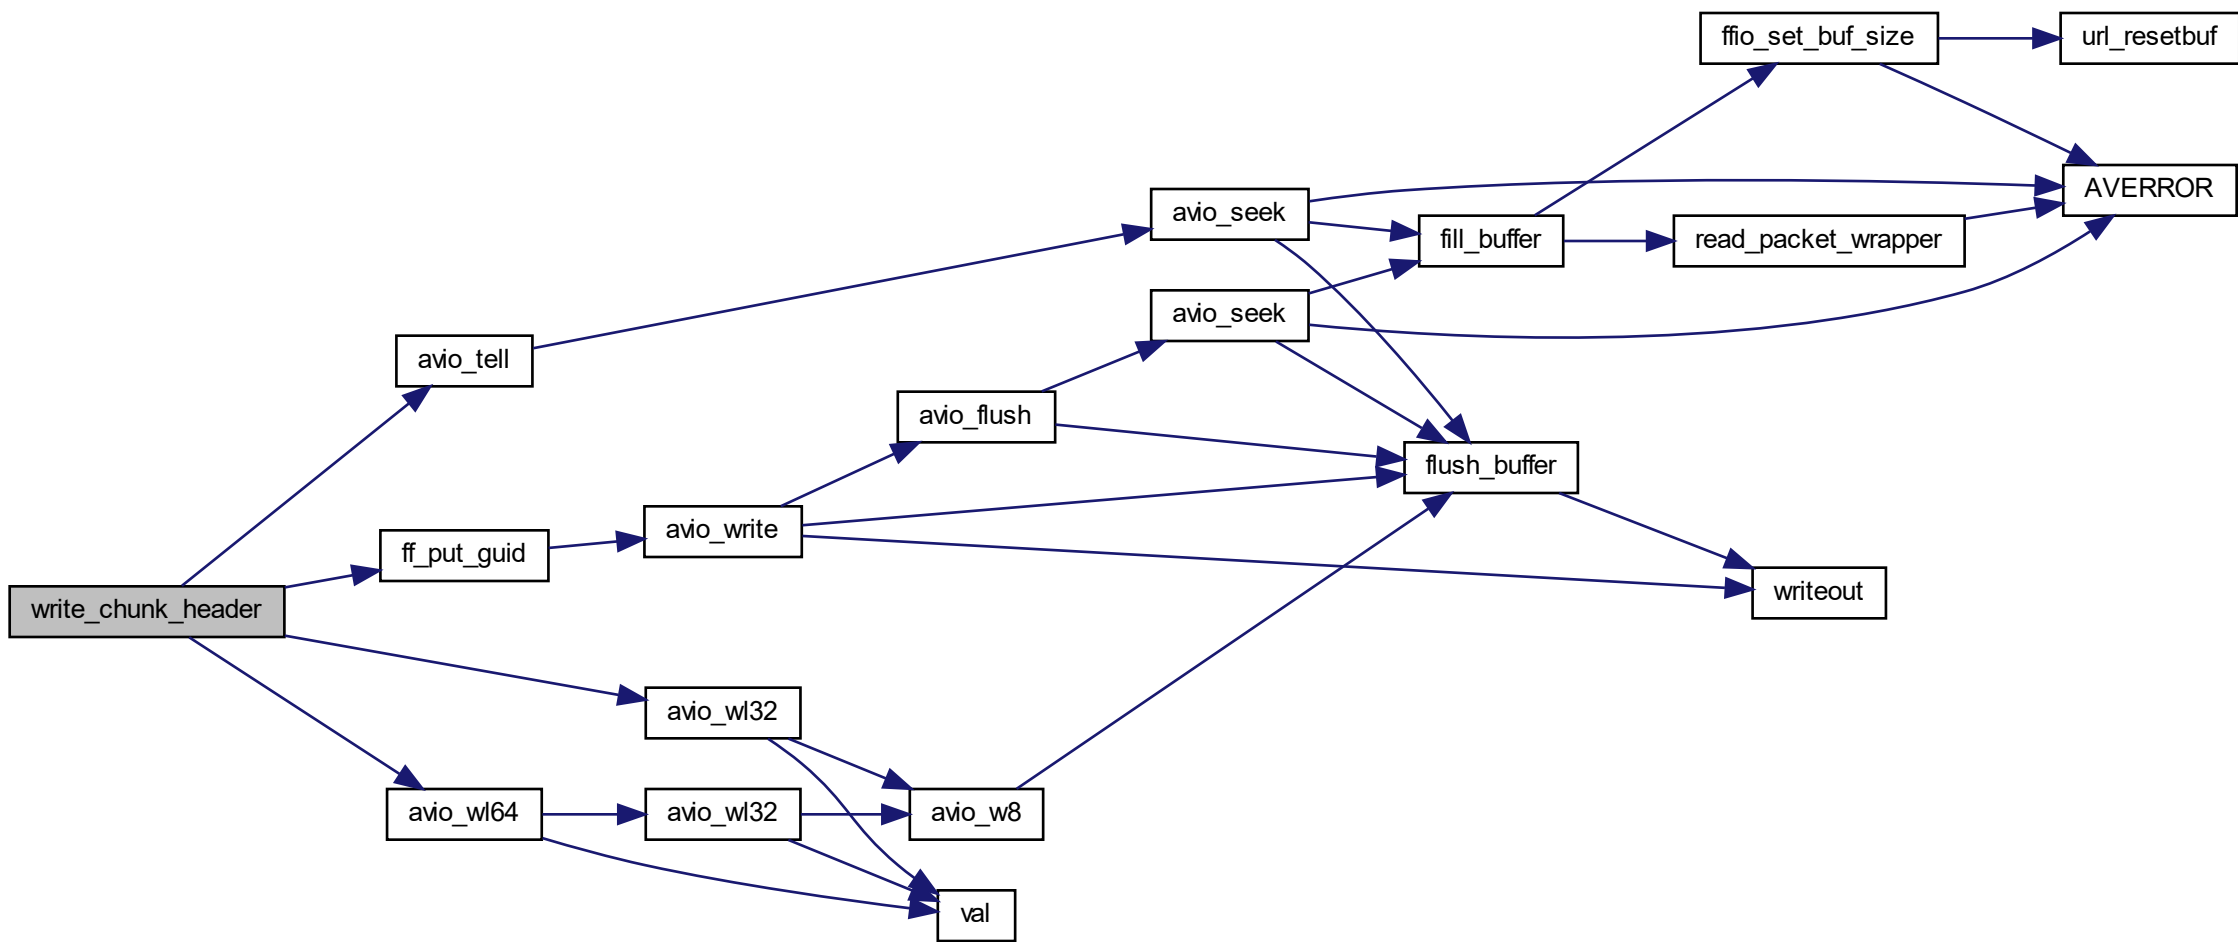 ffio_set_buf_size
url_resetbuf
AVERROR
avio_seek
fill_buffer
read_packet_wrapper
avio_seek
avio_tell
avio_flush
flush_buffer
avio_write
ff_put_guid
writeout
write_chunk_header
avio_wl32
avio_wl64
avio_wl32
avio_w8
val